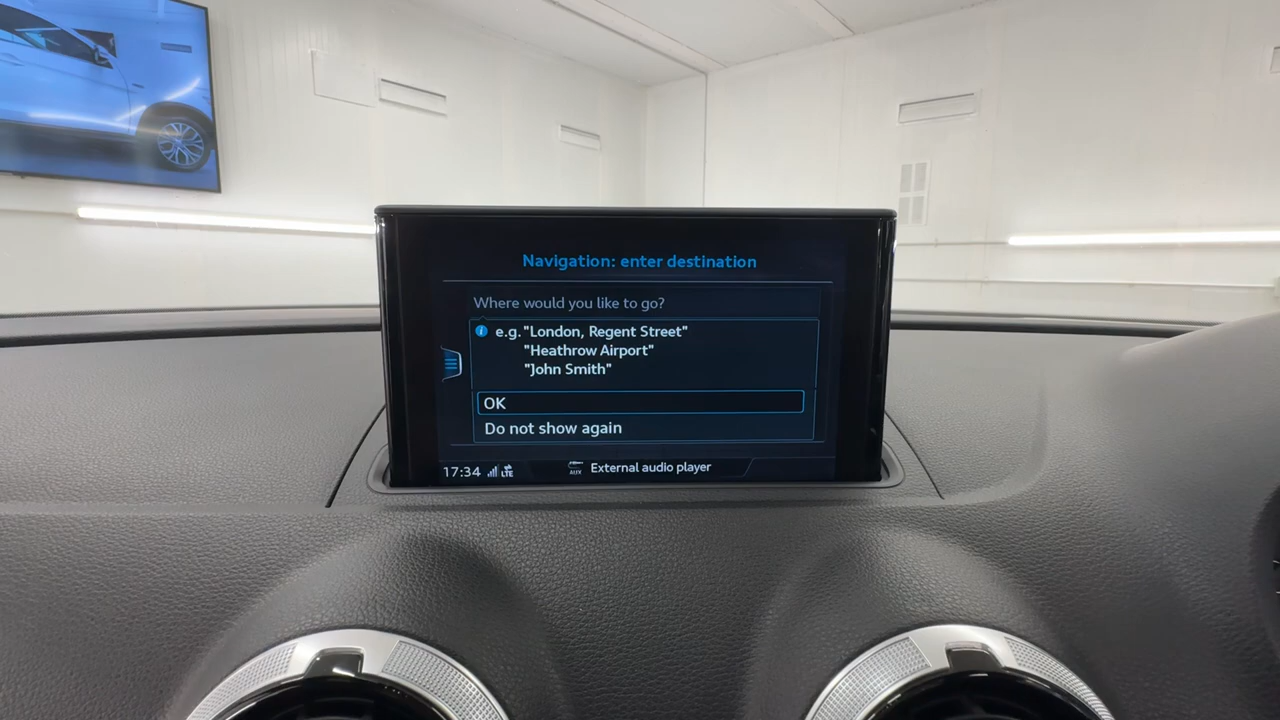 Navigation: enter destination
Where would you like to go?
e.g. "London, Regent Street"
"Heathrow Airport"
"John Smith"
OK
Do not show again
17:34 LTE AUX External audio player